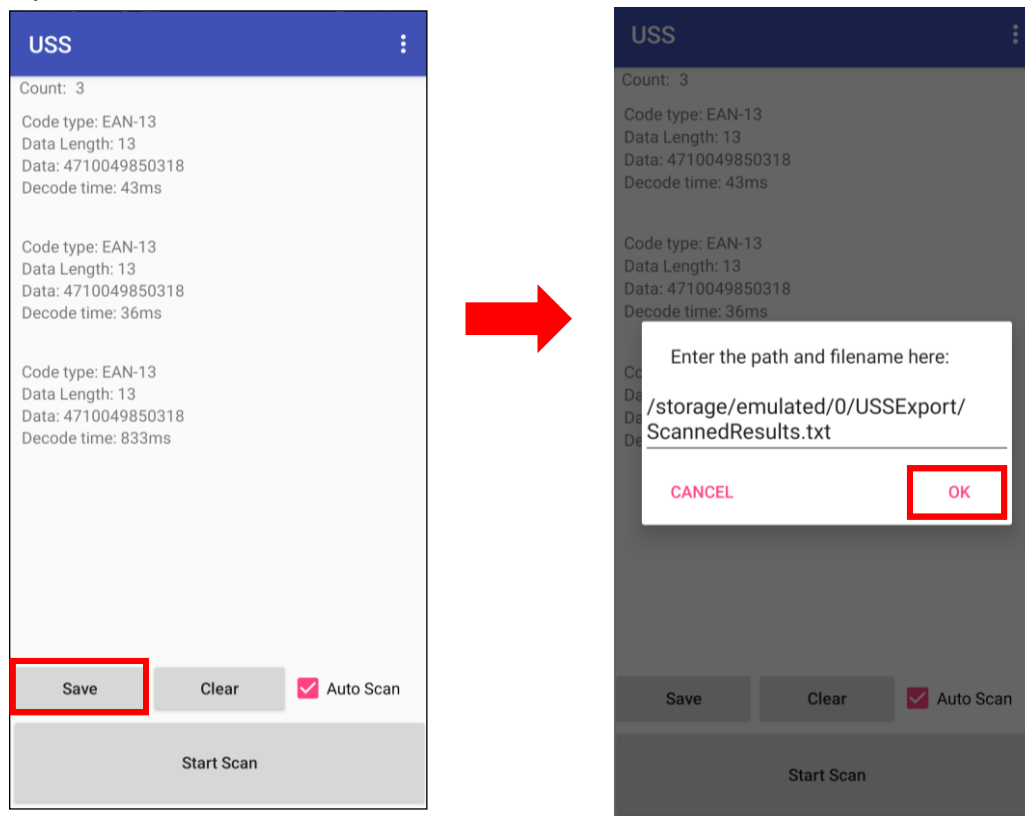 USS
Count: 3
Code type: EAN-13
Data Length: 13
Data: 4710049850318
Decode time: 43ms
Code type: EAN-13
Data Length: 13
Data: 4710049850318
Decode time: 36ms
Code type: EAN-13
Data Length: 13
Data: 4710049850318
Decode time: 833ms
Save
Clear
Auto Scan
Start Scan
USS
Count: 3
Code type: EAN-13
Data Length: 13
Data: 4710049850318
Decode time: 43ms
Code type: EAN-13
Data Length: 13
Data: 4710049850318
Decode time: 36ms
Enter the path and filename here:
/storage/emulated/0/USSExport/
ScannedResults.txt
CANCEL
OK
Save
Clear
Auto Scan
Start Scan